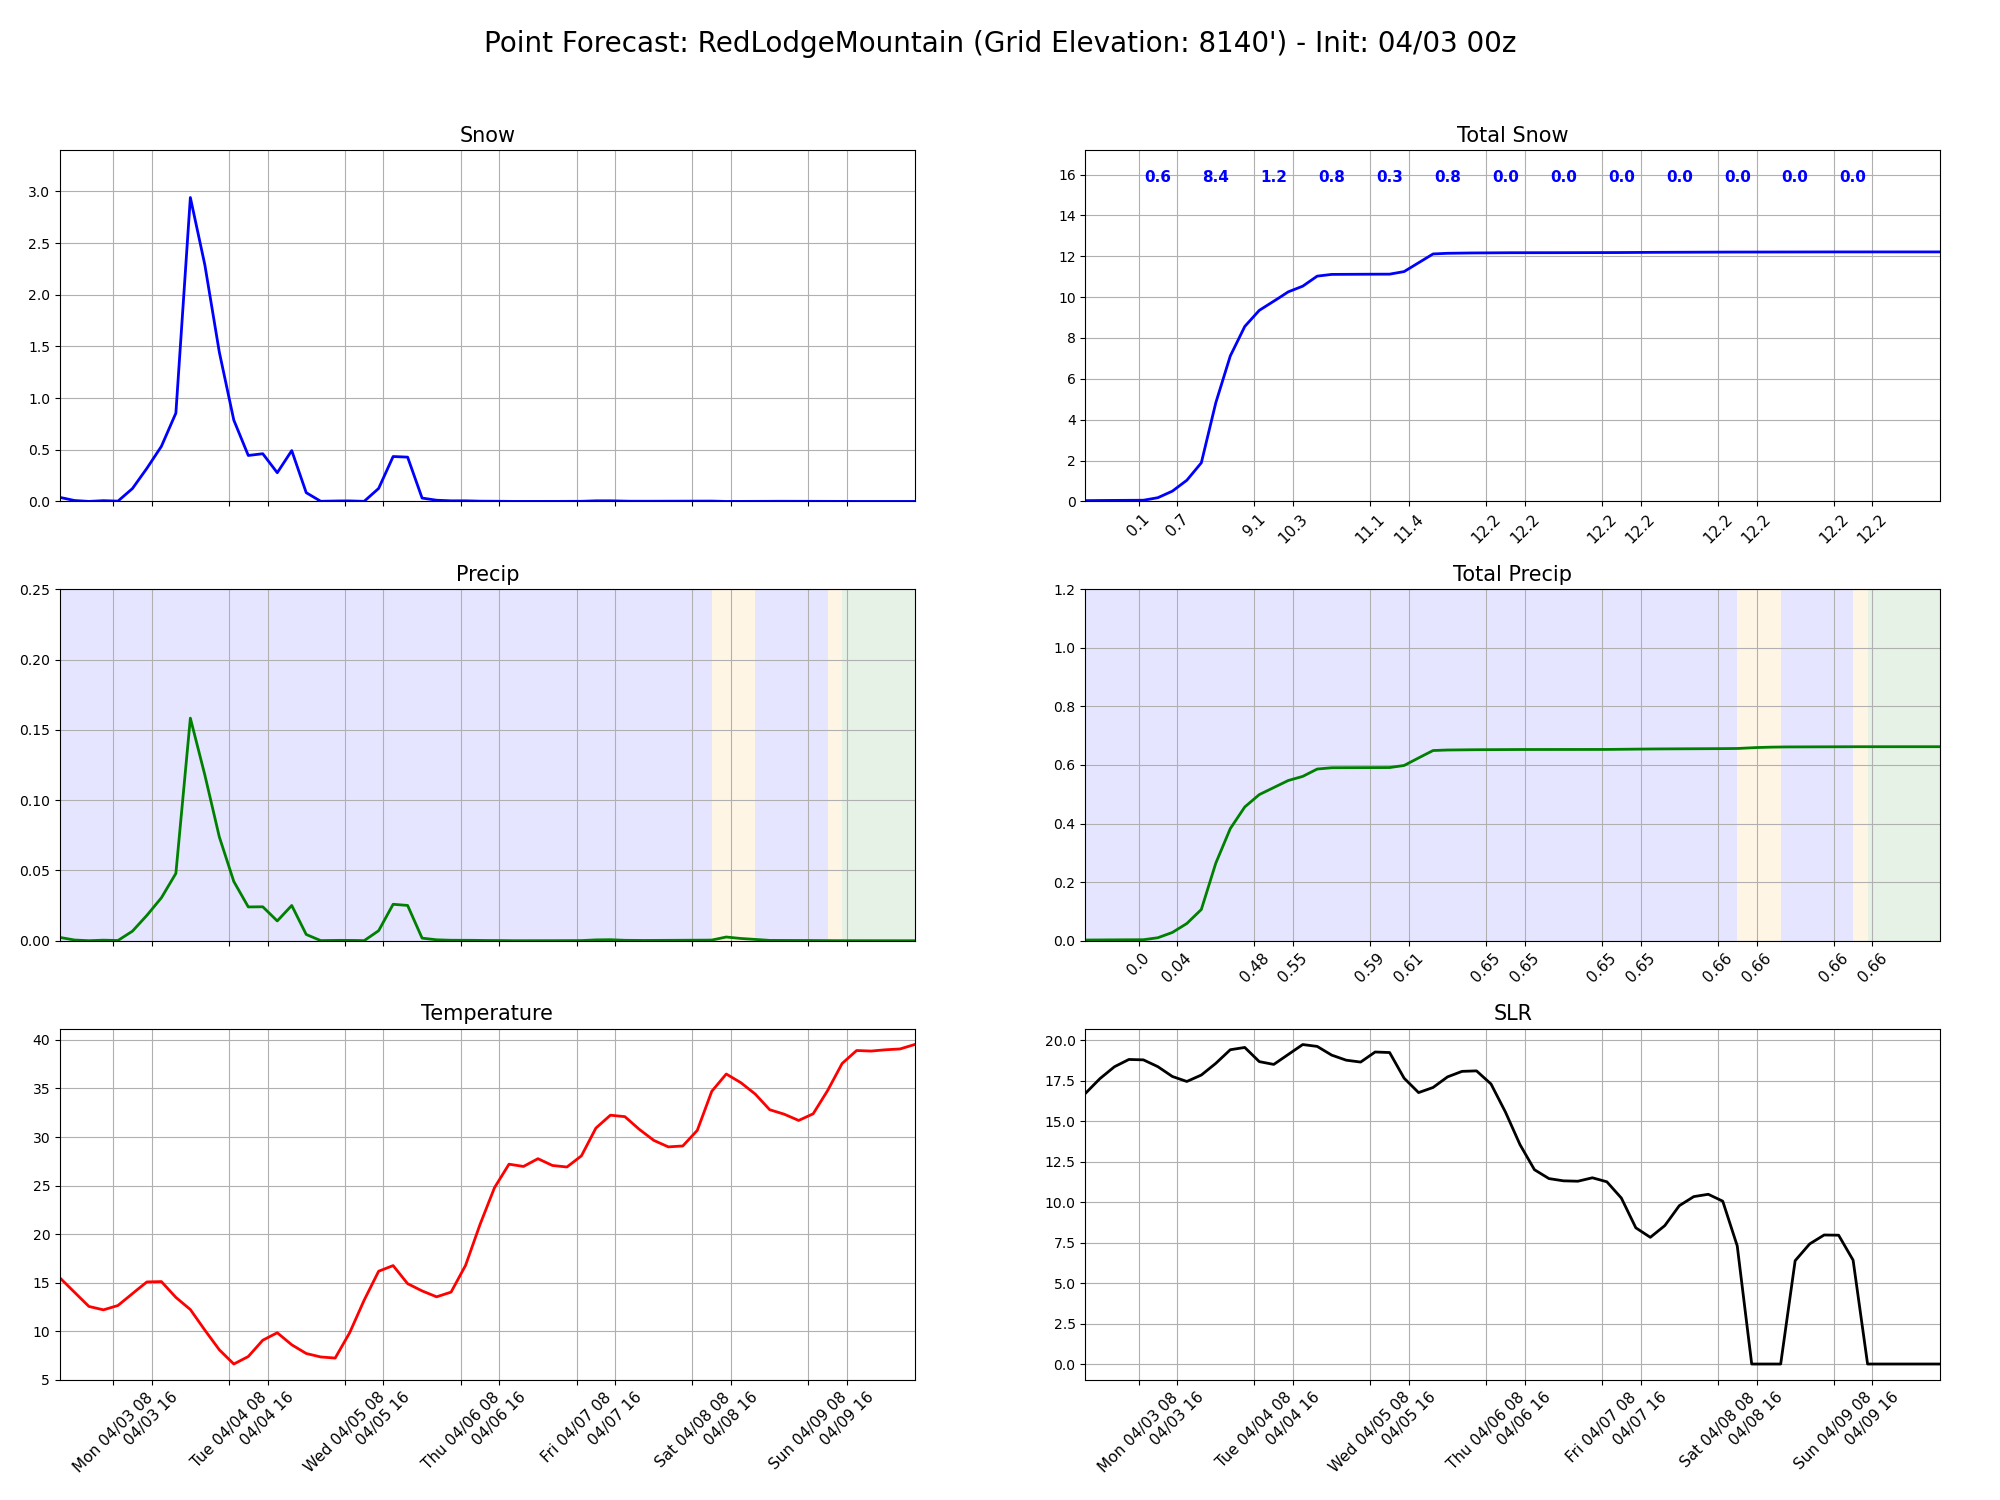 Point Forecast: RedLodgeMountain (Grid Elevation: 8140') - Init: 04/03 00z
Snow
3.0
2.5
2.0
1.5
1.0
0.5
0.0
Total Snow
0.6 8.4 1.2 0.8 0.3 0.8 0.0 0.0 0.0 0.0 0.0 0.0 0.0
16
14
12
10
8
6
4
2
0
0.1 0.7 9.1 10.3 11.1 11.4 12.2 12.2 12.2 12.2 12.2 12.2 12.2 12.2
Precip
0.25
0.20
0.15
0.10
0.05
0.00
Total Precip
1.2
1.0
0.8
0.6
0.4
0.2
0.0
0.0 0.04 0.48 0.55 0.59 0.61 0.65 0.65 0.65 0.65 0.66 0.66 0.66 0.66
Temperature
40
35
30
25
20
15
10
5
Mon 04/03 08
04/03 16
Tue 04/04 08
04/04 16
Wed 04/05 08
04/05 16
Thu 04/06 08
04/06 16
Fri 04/07 08
04/07 16
Sat 04/08 08
04/08 16
Sun 04/09 08
04/09 16
SLR
20.0
17.5
15.0
12.5
10.0
7.5
5.0
2.5
0.0
Mon 04/03 08
04/03 16
Tue 04/04 08
04/04 16
Wed 04/05 08
04/05 16
Thu 04/06 08
04/06 16
Fri 04/07 08
04/07 16
Sat 04/08 08
04/08 16
Sun 04/09 08
04/09 16